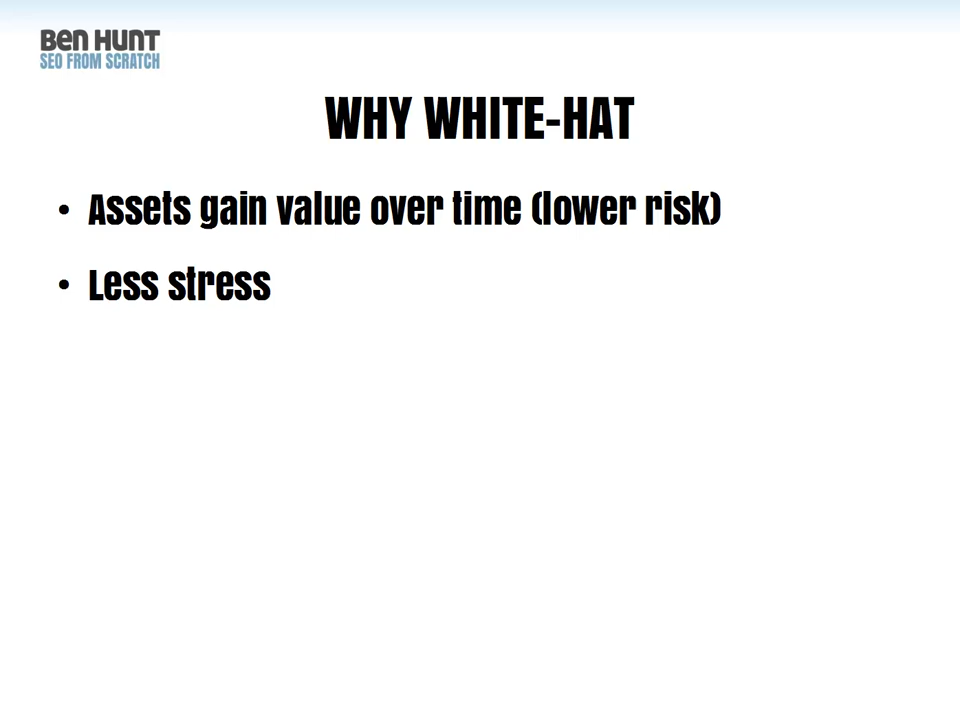 Ben Hunt
SEO FROM SCRATCH
WHY WHITE-HAT
• Assets gain value over time (lower risk)
• Less stress